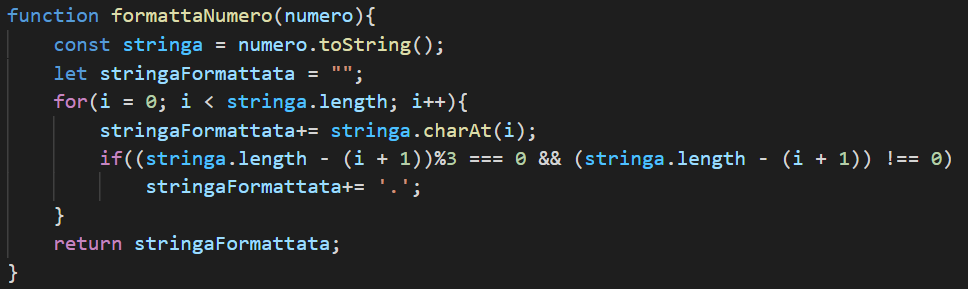 function formattaNumero(numero){
    const stringa = numero.toString();
    let stringaFormattata = "";
    for(i = 0; i < stringa.length; i++){
        stringaFormattata+= stringa.charAt(i);
        if((stringa.length - (i + 1))%3 === 0 && (stringa.length - (i + 1)) !== 0)
            stringaFormattata+= '.';
    }
    return stringaFormattata;
}